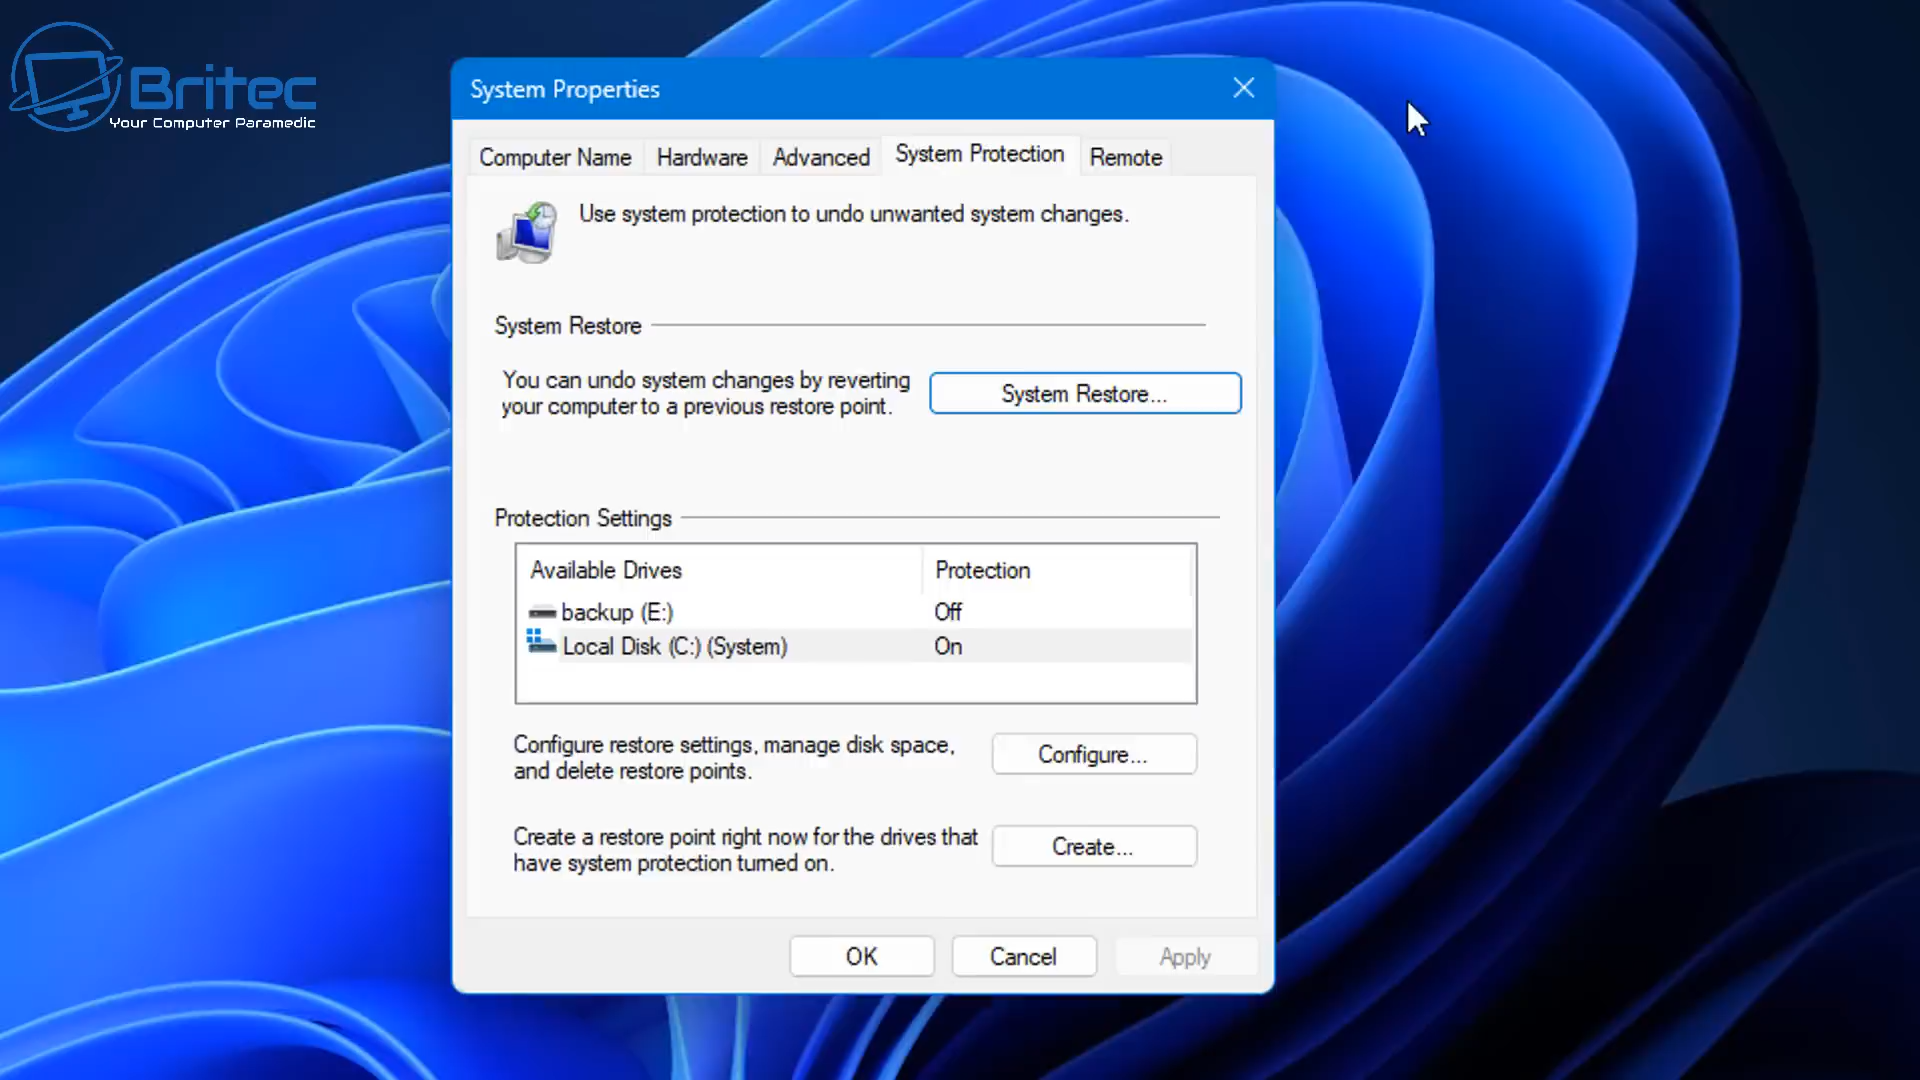 Britec
Your Computer Paramedic
System Properties
Computer Name Hardware Advanced System Protection Remote
Use system protection to undo unwanted system changes.
System Restore
You can undo system changes by reverting
your computer to a previous restore point.
System Restore...
Protection Settings
Available Drives Protection
backup (E:) Off
Local Disk (C:) (System) On
Configure restore settings, manage disk space,
and delete restore points.
Configure...
Create a restore point right now for the drives that
have system protection turned on.
Create...
OK Cancel Apply